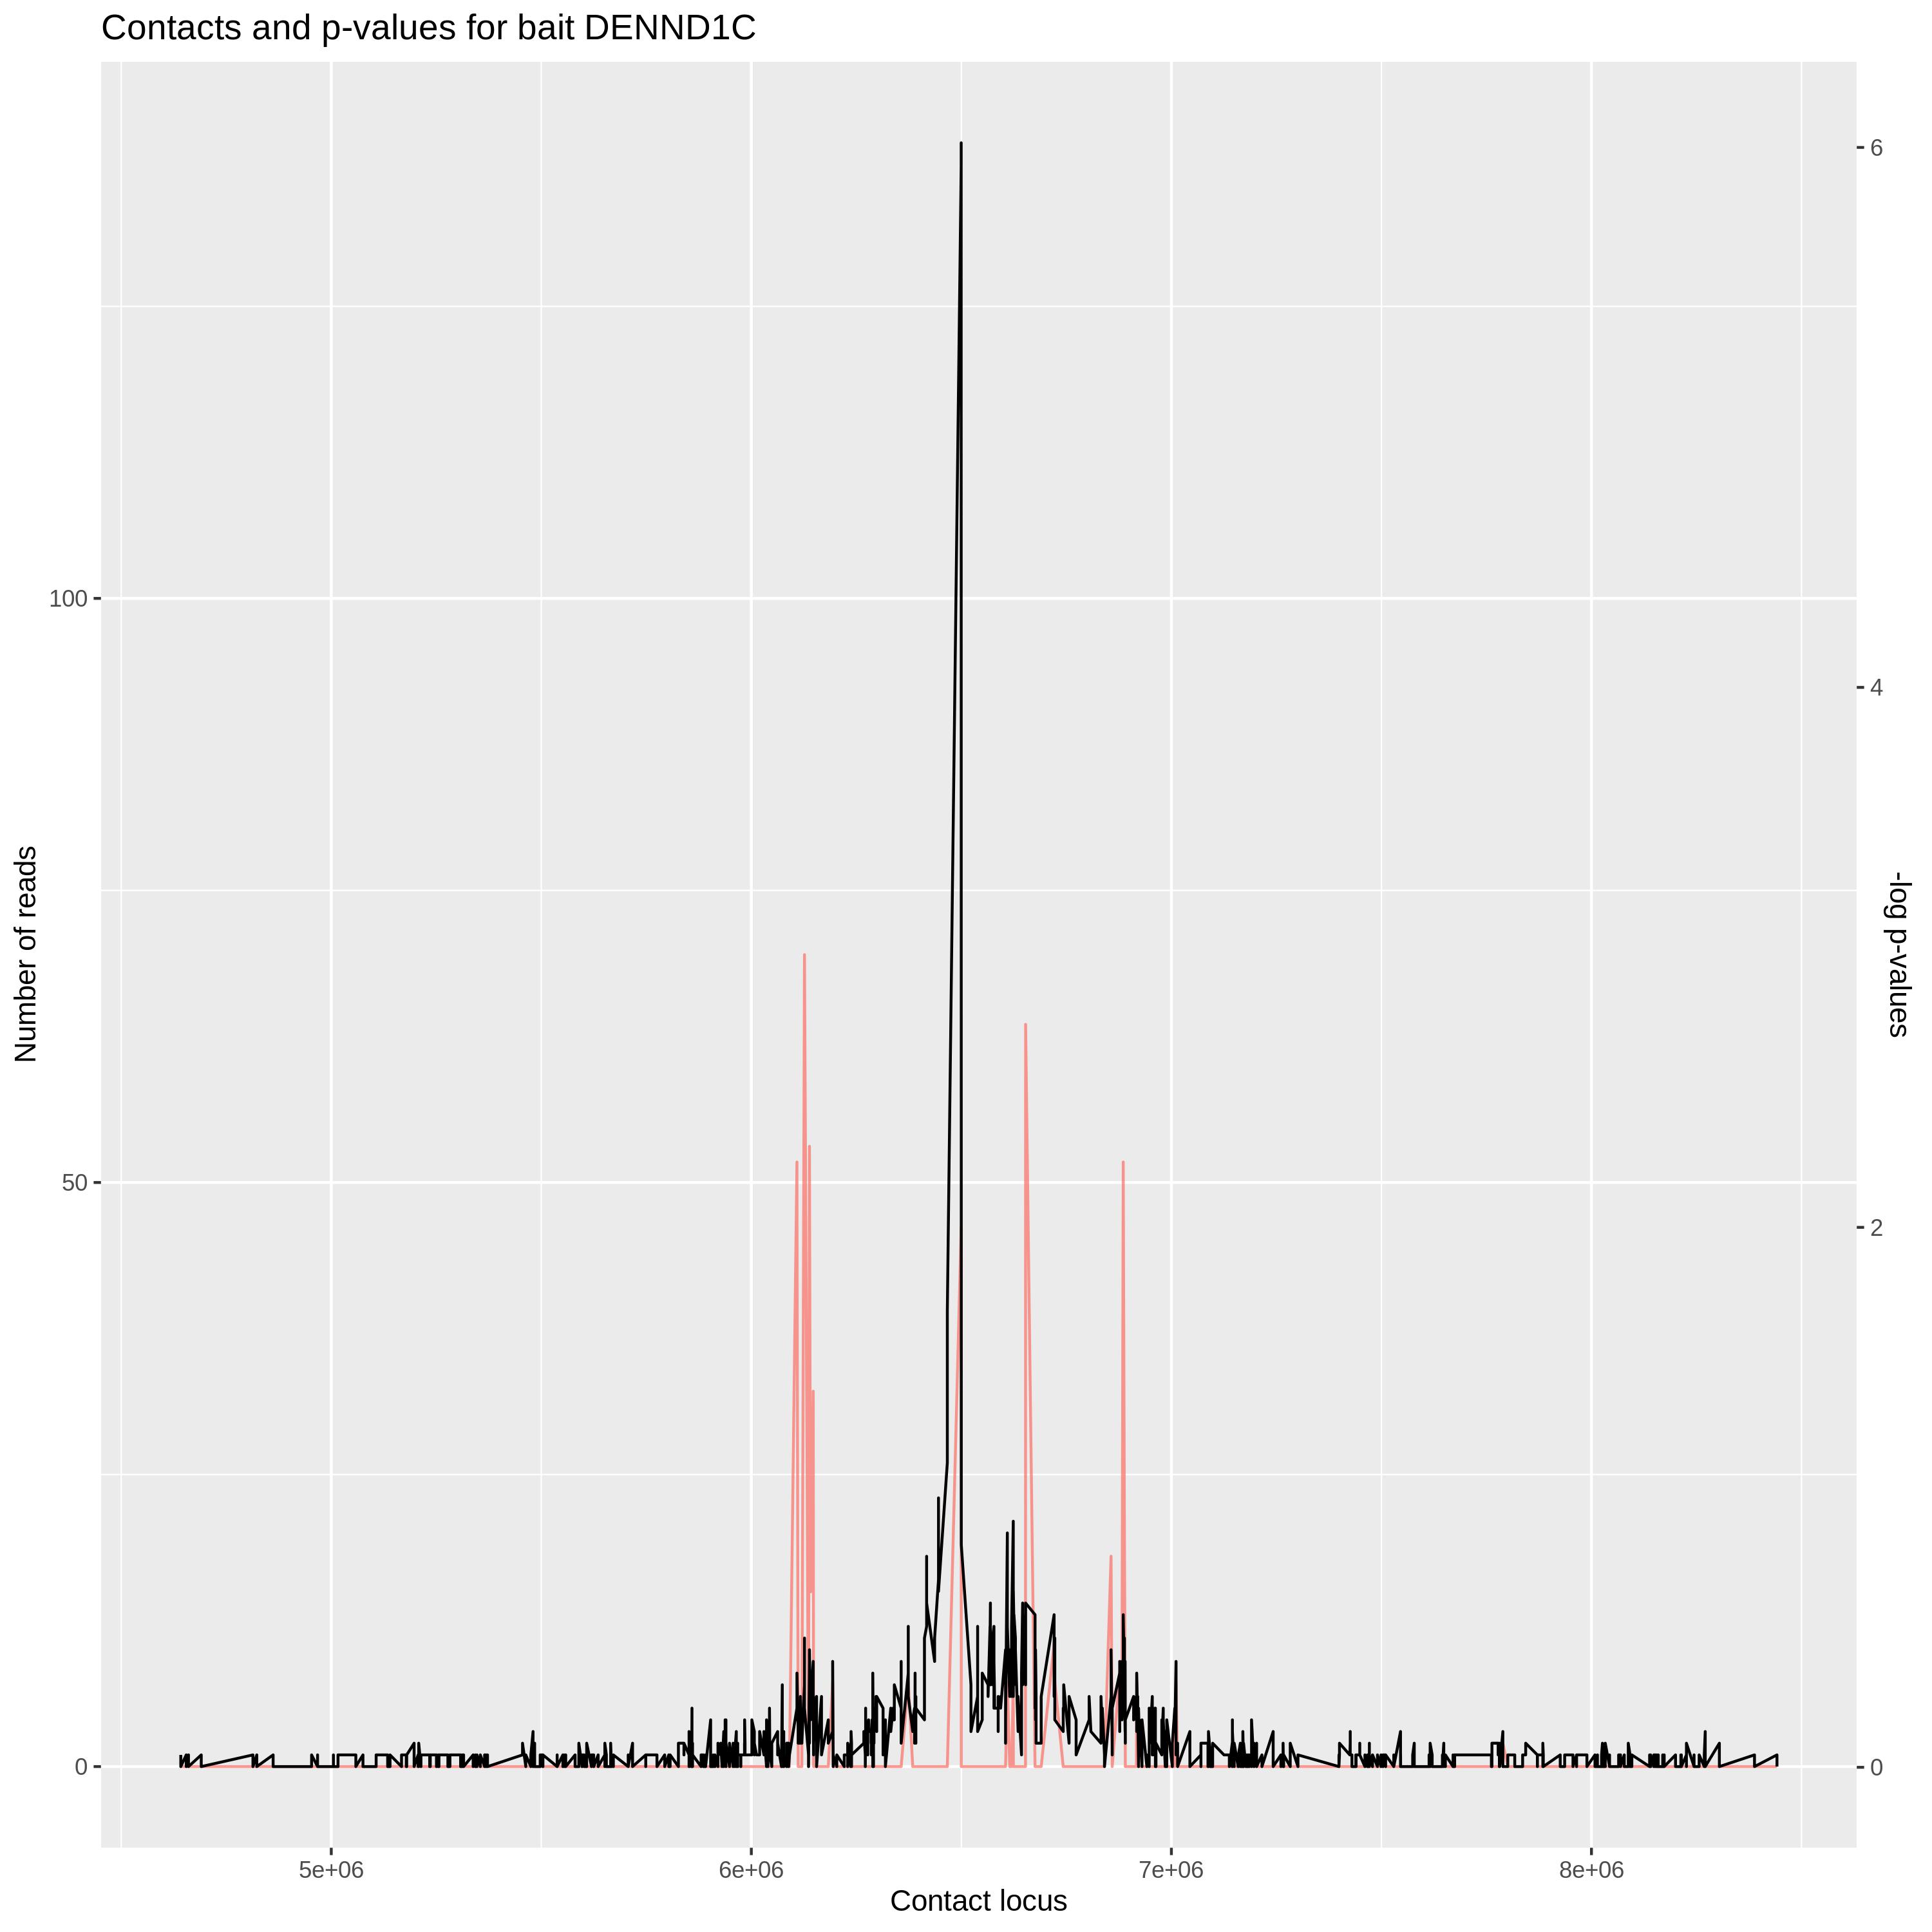 Contacts and p-values for bait DENND1C
Number of reads
100
50
0
6
4
2
0
-log p-values
5e+06
6e+06
7e+06
8e+06
Contact locus